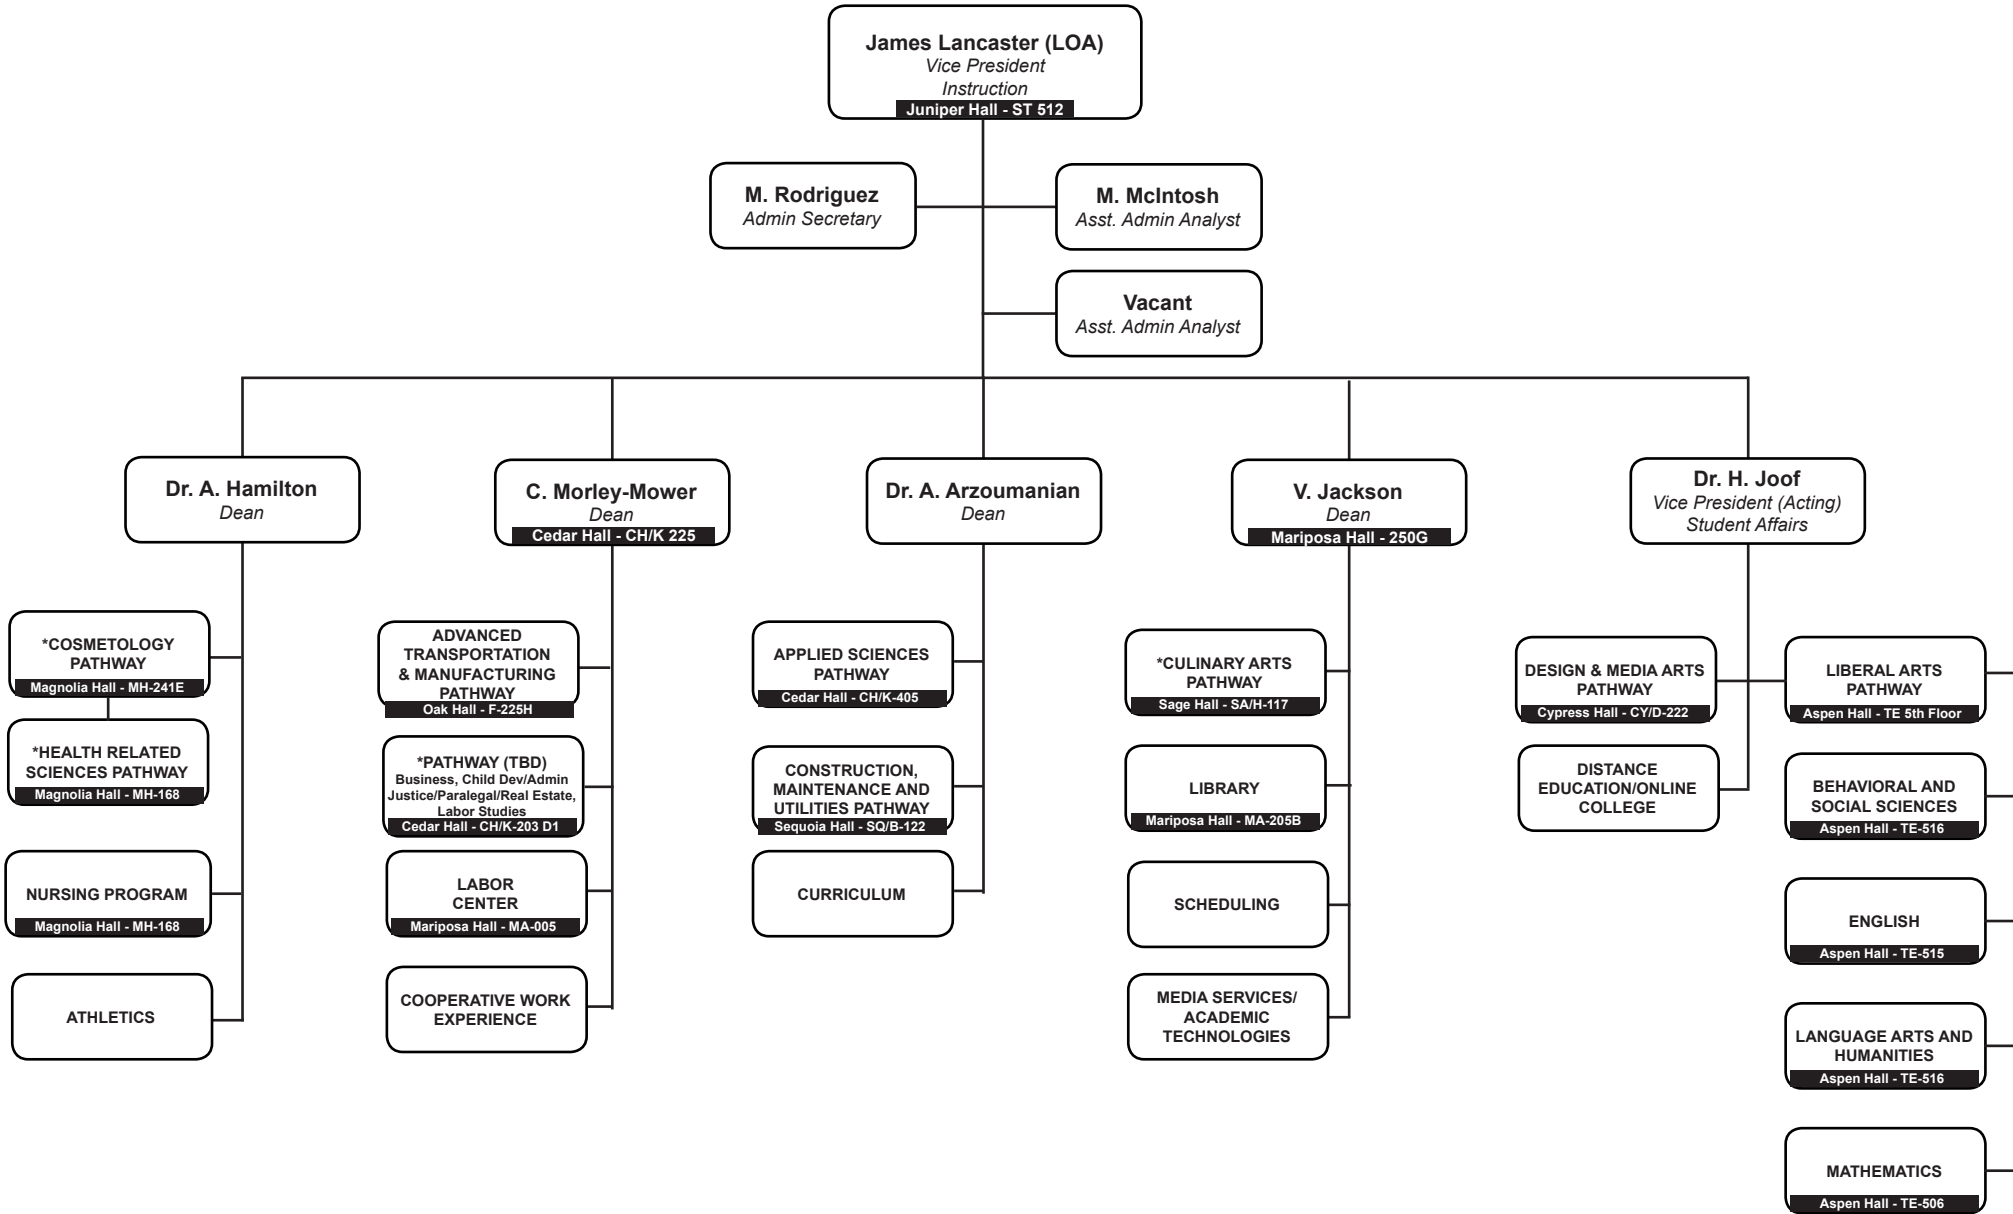 James Lancaster (LOA)
Vice President
Instruction
Juniper Hall - ST 512
M. Rodriguez
Admin Secretary
M. McIntosh
Asst. Admin Analyst
Vacant
Asst. Admin Analyst
Dr. A. Hamilton
Dean
C. Morley-Mower
Dean
Cedar Hall - CH/K 225
Dr. A. Arzoumanian
Dean
V. Jackson
Dean
Mariposa Hall - 250G
Dr. H. Joof
Vice President (Acting)
Student Affairs
*COSMETOLOGY
PATHWAY
Magnolia Hall - MH-241E
*HEALTH RELATED
SCIENCES PATHWAY
Magnolia Hall - MH-168
NURSING PROGRAM
Magnolia Hall - MH-168
ATHLETICS
ADVANCED
TRANSPORTATION
& MANUFACTURING
PATHWAY
Oak Hall - F-225H
*PATHWAY (TBD)
Business, Child Dev/Admin
Justice/Paralegal/Real Estate,
Labor Studies
Cedar Hall - CH/K-203 D1
LABOR
CENTER
Mariposa Hall - MA-005
COOPERATIVE WORK
EXPERIENCE
APPLIED SCIENCES
PATHWAY
Cedar Hall - CH/K-405
CONSTRUCTION,
MAINTENANCE AND
UTILITIES PATHWAY
Sequoia Hall - SQ/B-122
CURRICULUM
*CULINARY ARTS
PATHWAY
Sage Hall - SA/H-117
LIBRARY
Mariposa Hall - MA-205B
SCHEDULING
MEDIA SERVICES/
ACADEMIC
TECHNOLOGIES
DESIGN & MEDIA ARTS
PATHWAY
Cypress Hall - CY/D-222
DISTANCE
EDUCATION/ONLINE
COLLEGE
LIBERAL ARTS
PATHWAY
Aspen Hall - TE 5th Floor
BEHAVIORAL AND
SOCIAL SCIENCES
Aspen Hall - TE-516
ENGLISH
Aspen Hall - TE-515
LANGUAGE ARTS AND
HUMANITIES
Aspen Hall - TE-516
MATHEMATICS
Aspen Hall - TE-506